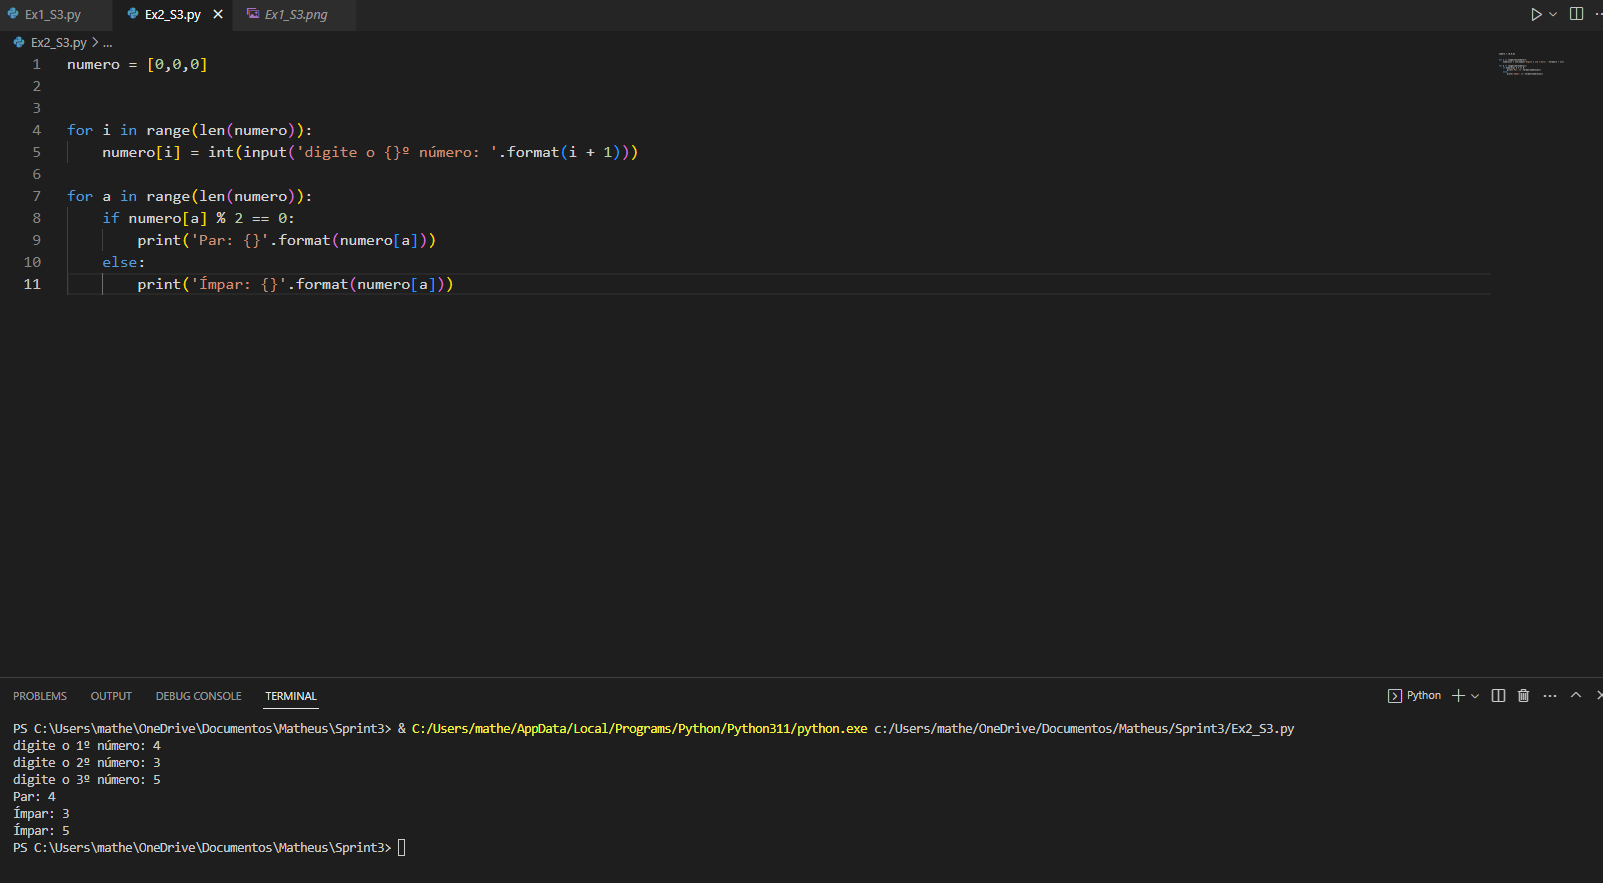 Ex1_S3.py Ex2_S3.py Ex1_S3.png
Ex2_S3.py > ...
1 numero = [0,0,0]
2
3
4 for i in range(len(numero)):
5 numero[i] = int(input('digite o {}º número: '.format(i + 1)))
6
7 for a in range(len(numero)):
8 if numero[a] % 2 == 0:
9 print('Par: {}'.format(numero[a]))
10 else:
11 print('Ímpar: {}'.format(numero[a]))
PROBLEMS OUTPUT DEBUG CONSOLE TERMINAL Python
PS C:\Users\mathe\OneDrive\Documentos\Matheus\Sprint3> & C:/Users/mathe/AppData/Local/Programs/Python/Python311/python.exe c:/Users/mathe/OneDrive/Documentos/Matheus/Sprint3/Ex2_S3.py
digite o 1º número: 4
digite o 2º número: 3
digite o 3º número: 5
Par: 4
Ímpar: 3
Ímpar: 5
PS C:\Users\mathe\OneDrive\Documentos\Matheus\Sprint3>